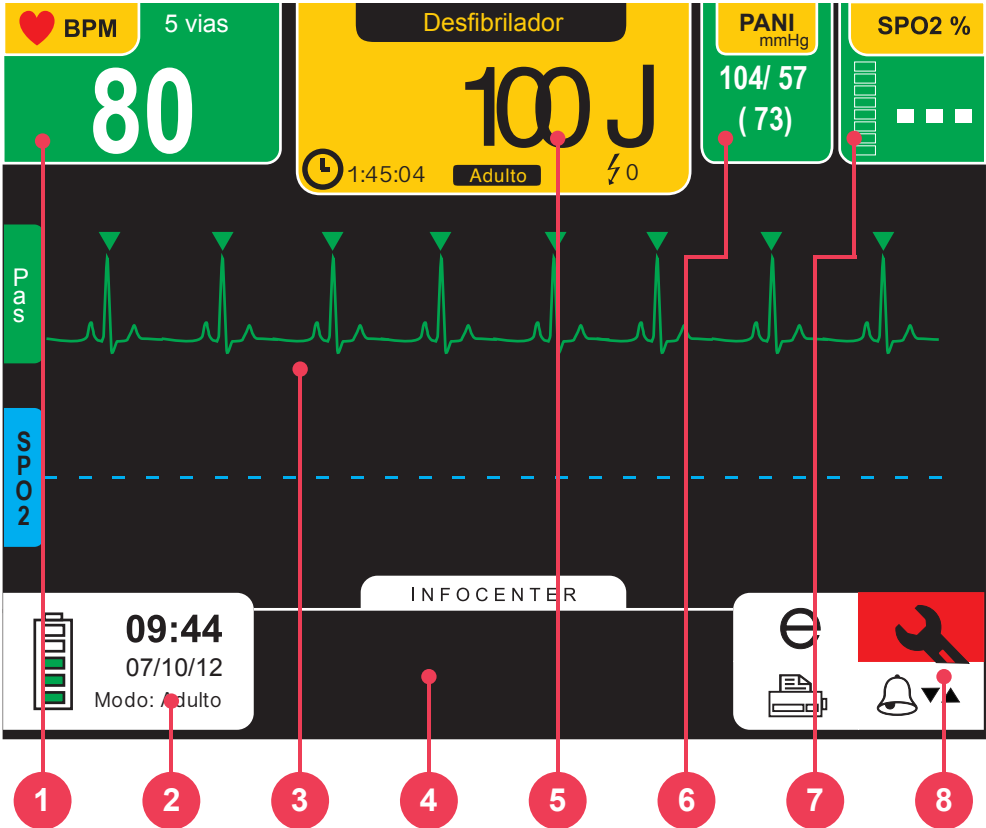 BPM
5 vias
80
Desfibrilador
100 J
1:45:04
Adulto
0
PANI
mmHg
104/ 57
( 73)
SPO2 %
---
Pas
SPO2
INFOCENTER
09:44
07/10/12
Modo: Adulto
1 2 3 4 5 6 7 8